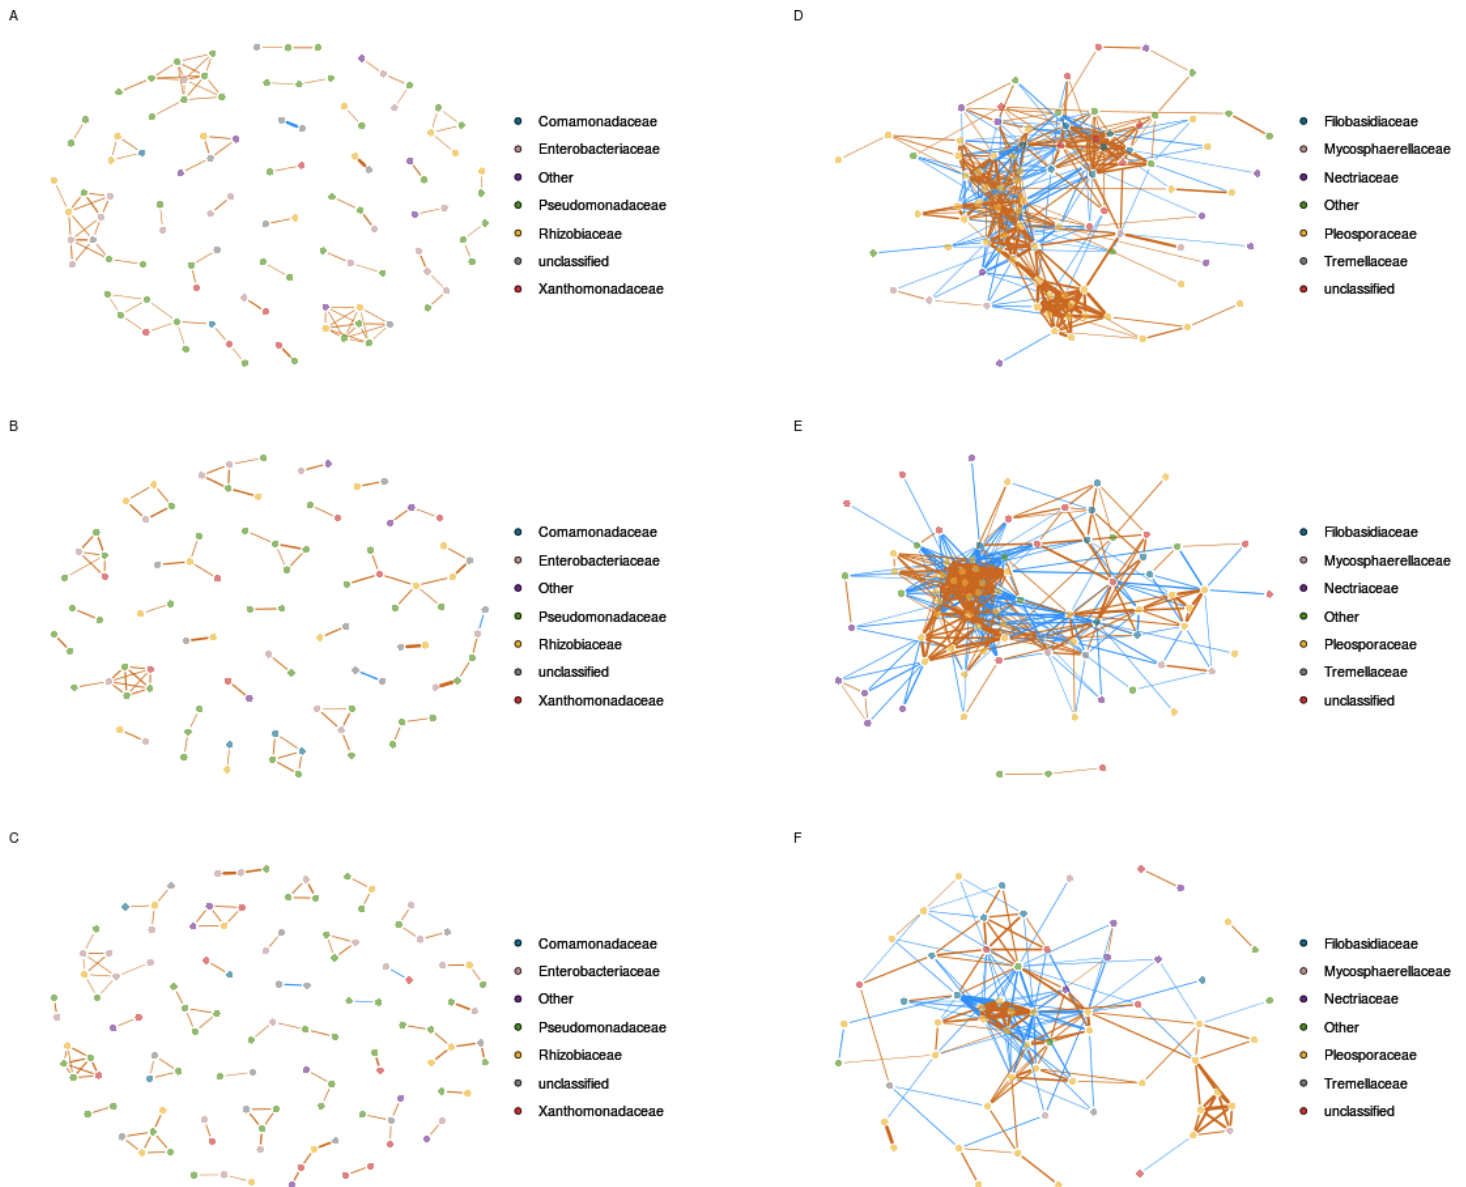 A
Comamonadaceae
Enterobacteriaceae
Other
Pseudomonadaceae
Rhizobiaceae
unclassified
Xanthomonadaceae
D
Filobasidiaceae
Mycosphaerellaceae
Nectriaceae
Other
Pleosporaceae
Tremellaceae
unclassified
B
Comamonadaceae
Enterobacteriaceae
Other
Pseudomonadaceae
Rhizobiaceae
unclassified
Xanthomonadaceae
E
Filobasidiaceae
Mycosphaerellaceae
Nectriaceae
Other
Pleosporaceae
Tremellaceae
unclassified
C
Comamonadaceae
Enterobacteriaceae
Other
Pseudomonadaceae
Rhizobiaceae
unclassified
Xanthomonadaceae
F
Filobasidiaceae
Mycosphaerellaceae
Nectriaceae
Other
Pleosporaceae
Tremellaceae
unclassified